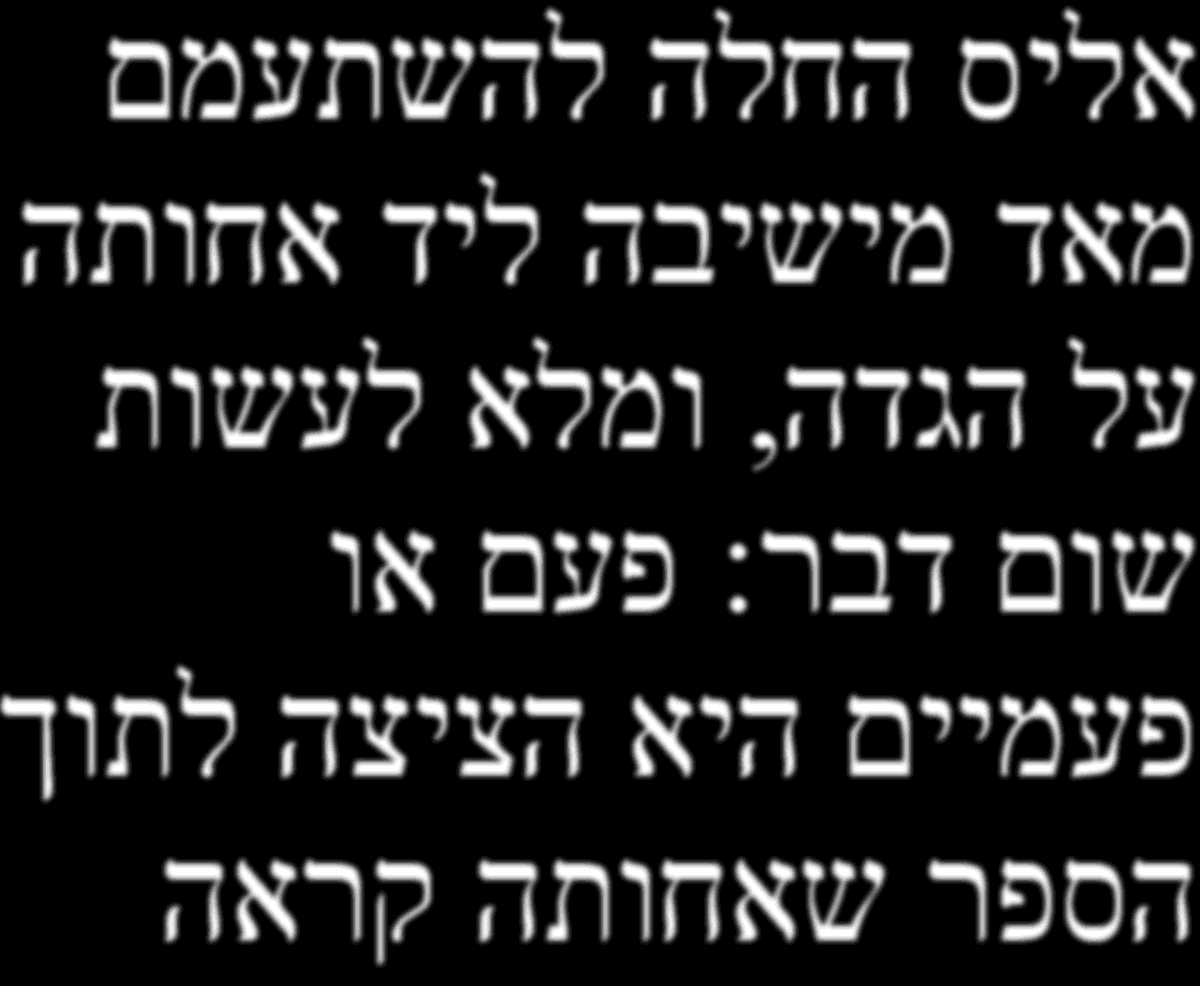 אליס החלה להשתעמם
מאד מישיבה ליד אחותה
על הגדה, ומלא לעשות
שום דבר: פעם או
פעמיים היא הציצה לתוך
הספר שאחותה קראה